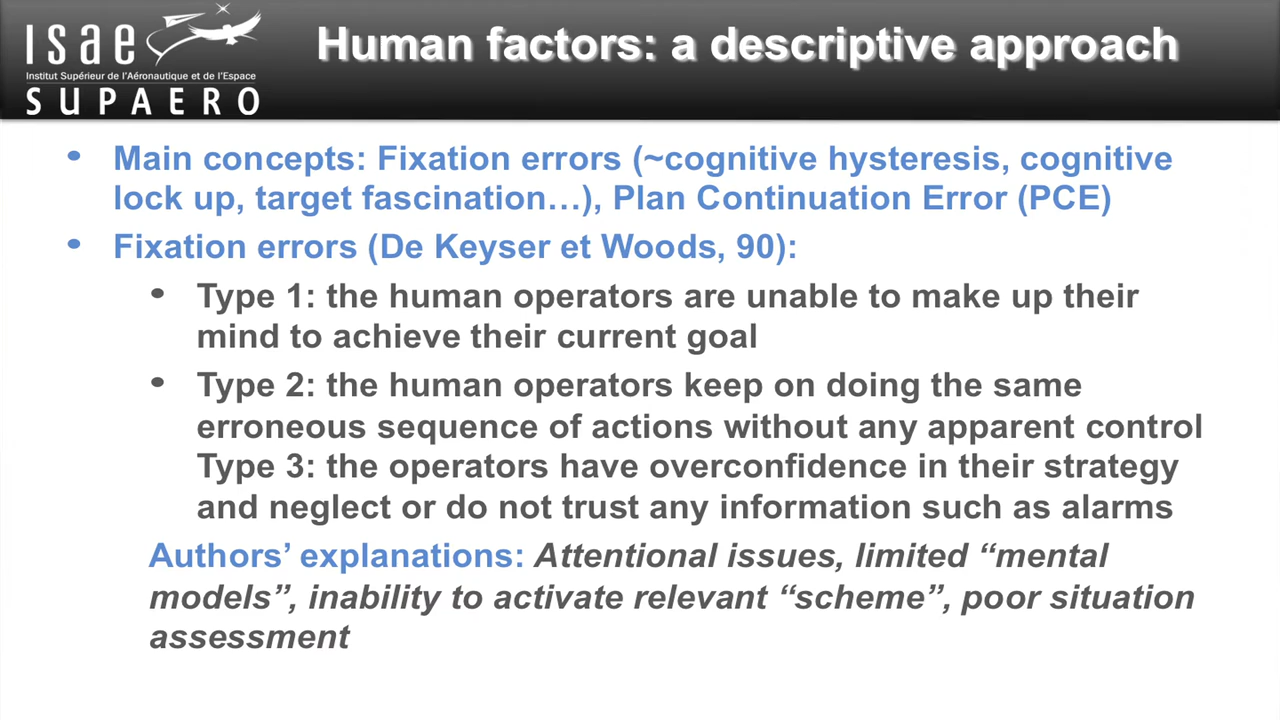 isae
Institut Supérieur de l'Aéronautique et de l'Espace
SUPAERO
Human factors: a descriptive approach
• Main concepts: Fixation errors (~cognitive hysteresis, cognitive
lock up, target fascination…), Plan Continuation Error (PCE)
• Fixation errors (De Keyser et Woods, 90):
• Type 1: the human operators are unable to make up their
mind to achieve their current goal
• Type 2: the human operators keep on doing the same
erroneous sequence of actions without any apparent control
Type 3: the operators have overconfidence in their strategy
and neglect or do not trust any information such as alarms
Authors’ explanations: Attentional issues, limited “mental
models”, inability to activate relevant “scheme”, poor situation
assessment